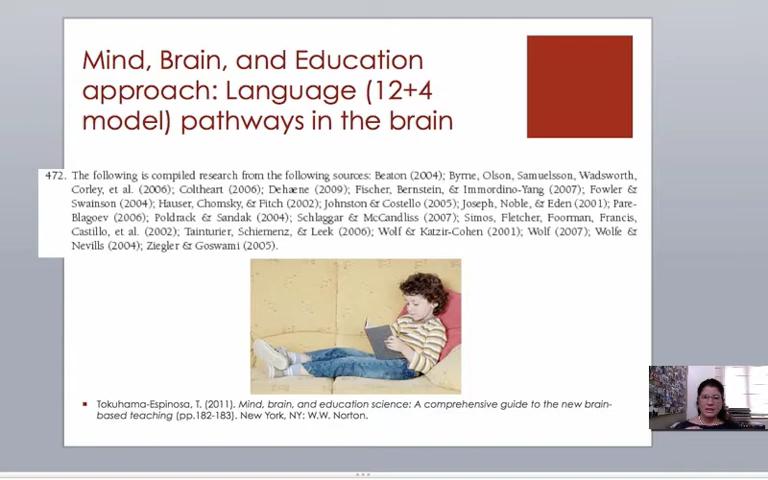 Mind, Brain, and Education
approach: Language (12+4
model) pathways in the brain
472. The following is compiled research from the following sources: Beaton (2004); Byrne, Olson, Samuelsson, Wadsworth,
Corley, et al. (2006); Coltheart (2006); Dehæne (2009); Fischer, Bernstein, & Immordino-Yang (2007); Fowler &
Swainson (2004); Hauser, Chomsky, & Fitch (2002); Johnston & Costello (2005); Joseph, Noble, & Eden (2001); Pare-
Blagoev (2006); Poldrack & Sandak (2004); Schlaggar & McCandliss (2007); Simos, Fletcher, Foorman, Francis,
Castillo, et al. (2002); Tainturier, Schiemenz, & Leek (2006); Wolf & Katzir-Cohen (2001); Wolf (2007); Wolfe &
Nevills (2004); Ziegler & Goswami (2005).
Tokuhama-Espinosa, T. (2011). Mind, brain, and education science: A comprehensive guide to the new brain-
based teaching (pp.182-183). New York, NY: W.W. Norton.